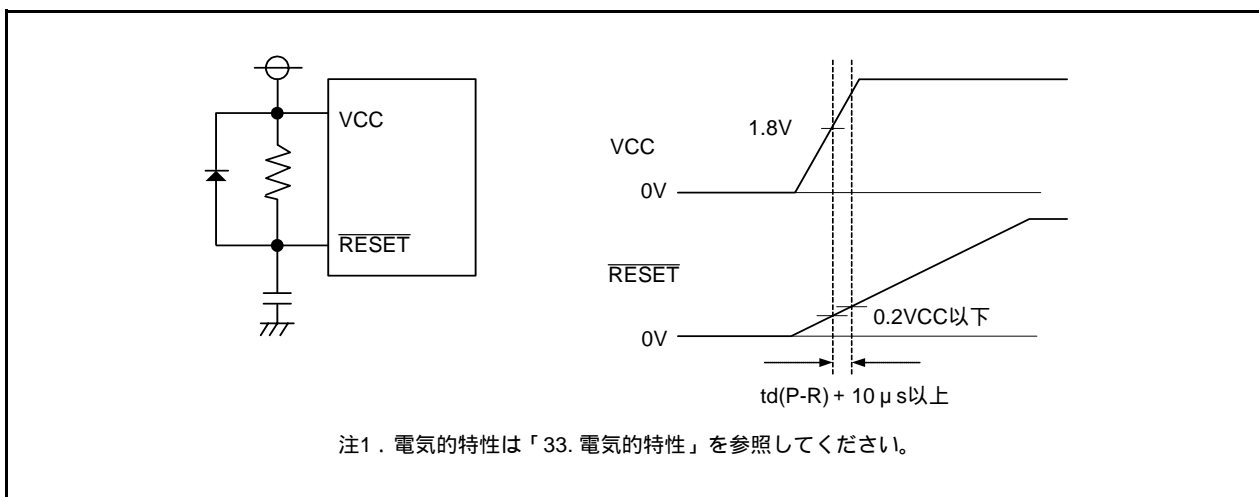 VCC
RESET
1.8V
VCC
0V
RESET
0.2VCC以下
0V
td(P-R) + 10 μ s以上
注1 . 電気的特性は「33. 電気的特性」を参照してください。